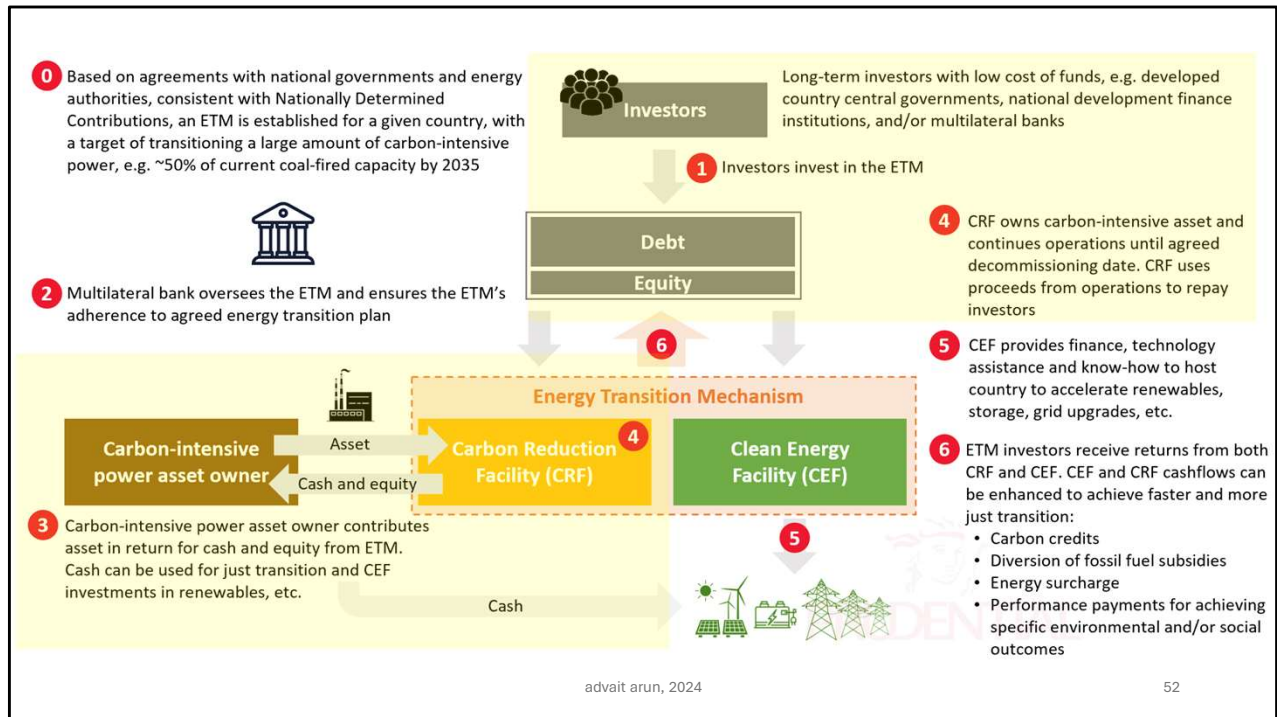 0 Based on agreements with national governments and energy
authorities, consistent with Nationally Determined
Contributions, an ETM is established for a given country, with
a target of transitioning a large amount of carbon-intensive
power, e.g. ~50% of current coal-fired capacity by 2035
Investors
Long-term investors with low cost of funds, e.g. developed
country central governments, national development finance
institutions, and/or multilateral banks
1 Investors invest in the ETM
Debt
Equity
2 Multilateral bank oversees the ETM and ensures the ETM's
adherence to agreed energy transition plan
4 CRF owns carbon-intensive asset and
continues operations until agreed
decommissioning date. CRF uses
proceeds from operations to repay
investors
6
5 CEF provides finance, technology
assistance and know-how to host
country to accelerate renewables,
storage, grid upgrades, etc.
Energy Transition Mechanism
Carbon-intensive
power asset owner
Asset
Cash and equity
Carbon Reduction
Facility (CRF)
4
Clean Energy
Facility (CEF)
6 ETM investors receive returns from both
CRF and CEF. CEF and CRF cashflows can
be enhanced to achieve faster and more
just transition:
• Carbon credits
• Diversion of fossil fuel subsidies
• Energy surcharge
• Performance payments for achieving
specific environmental and/or social
outcomes
3 Carbon-intensive power asset owner contributes
asset in return for cash and equity from ETM.
Cash can be used for just transition and CEF
investments in renewables, etc.
5
Cash
advait arun, 2024
52